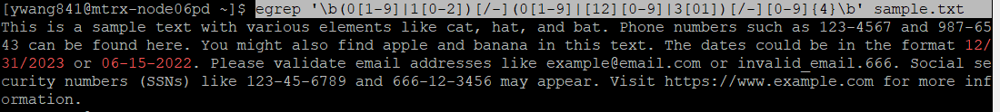 [ywang841@mtrx-node06pd ~]$ egrep '\b(0[1-9]|1[0-2])[/-](0[1-9]|[12][0-9]|3[01])[/-][0-9]{4}\b' sample.txt
This is a sample text with various elements like cat, hat, and bat. Phone numbers such as 123-4567 and 987-65
43 can be found here. You might also find apple and banana in this text. The dates could be in the format 12/
31/2023 or 06-15-2022. Please validate email addresses like example@email.com or invalid_email.666. Social se
curity numbers (SSNs) like 123-45-6789 and 666-12-3456 may appear. Visit https://www.example.com for more inf
ormation.